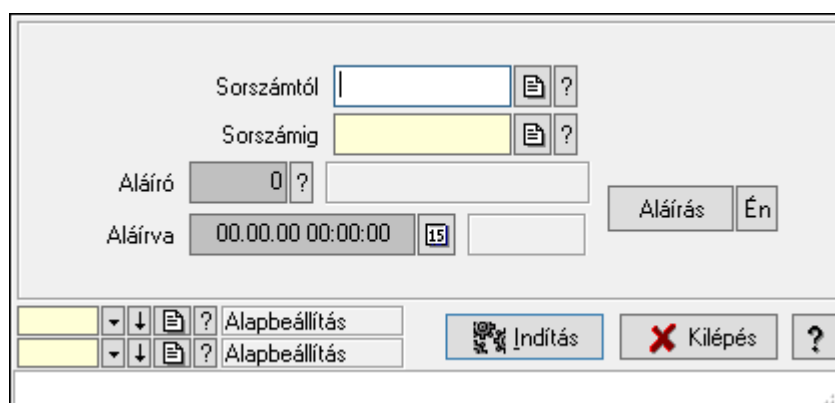 Sorszámtól ?
Sorszámig ?
Aláíró 0 ?
Aláírás Én
Aláírva 00.00.00 00:00:00 15
? Alapbeállítás
? Alapbeállítás
Indítás Kilépés ?